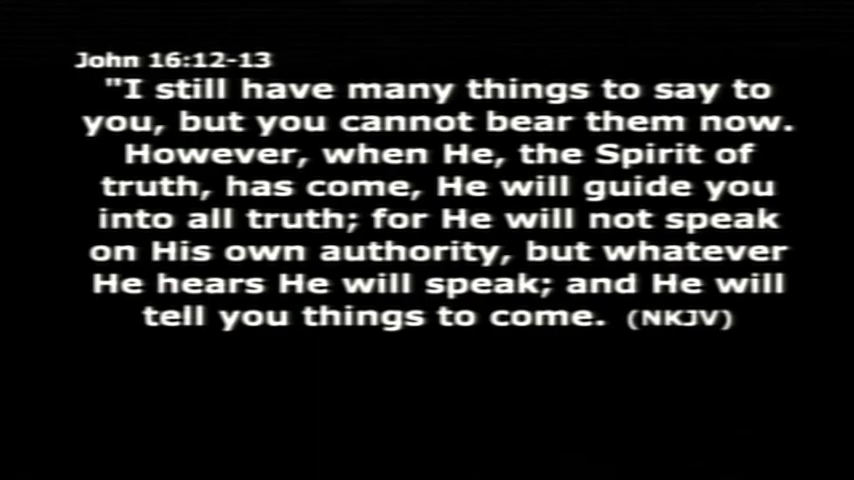 John 16:12-13
"I still have many things to say to
you, but you cannot bear them now.
However, when He, the Spirit of
truth, has come, He will guide you
into all truth; for He will not speak
on His own authority, but whatever
He hears He will speak; and He will
tell you things to come. (NKJV)